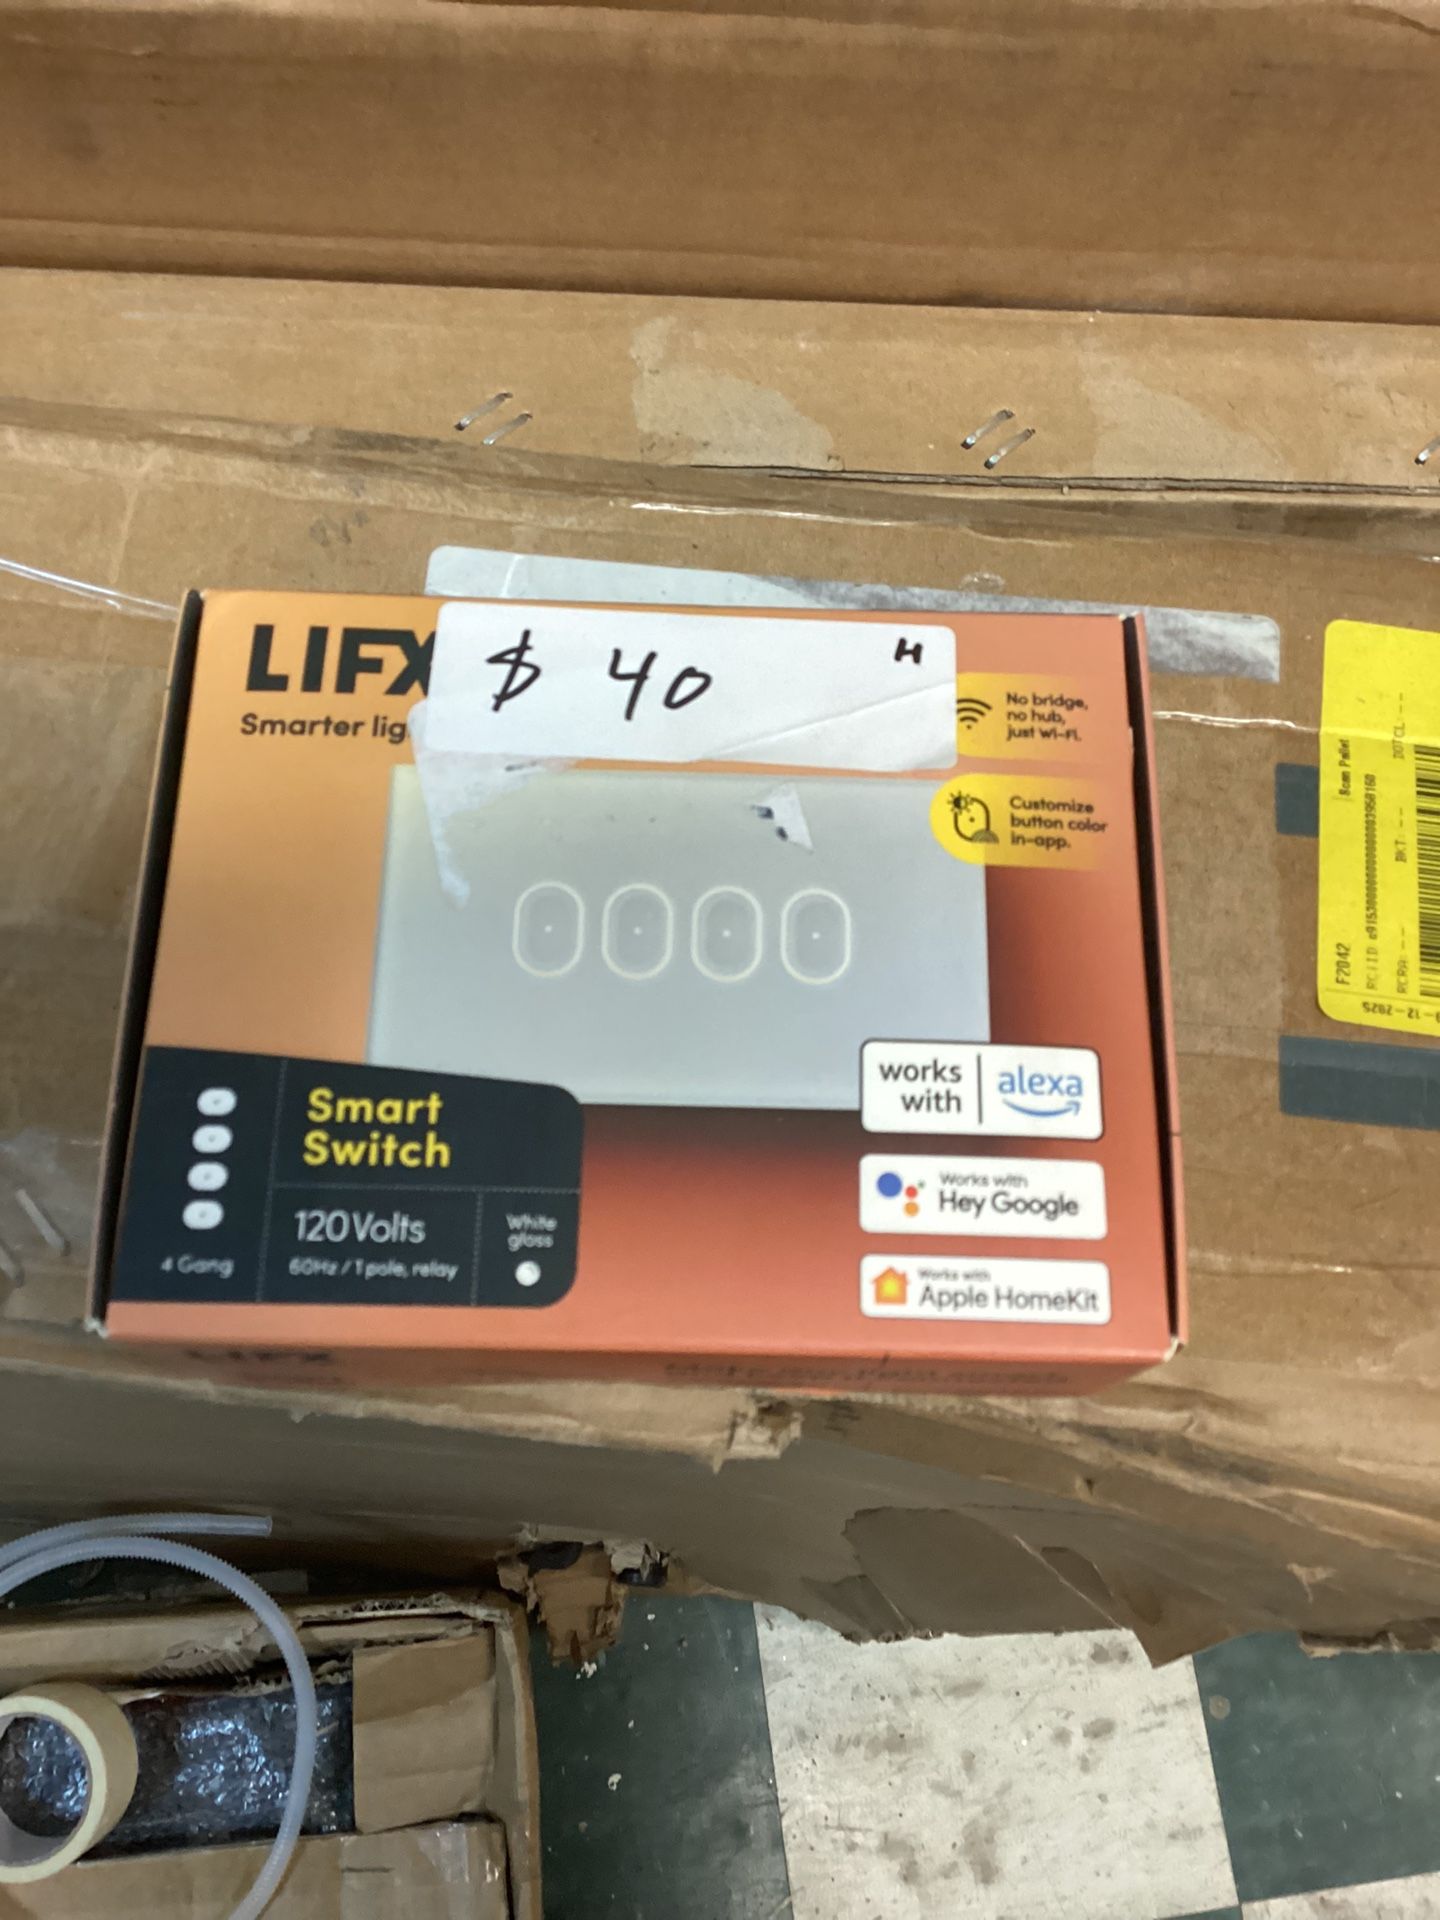 LIFX
Smarter lig
$ 40
H
No bridge,
no hub,
just Wi-Fi.
Customize
button color
in-app.
Smart
Switch
120Volts
60Hz / 1 pole, relay
White
gloss
4 Gang
works
with
alexa
Works with
Hey Google
Works with
Apple HomeKit
Scan Pallet
F2042